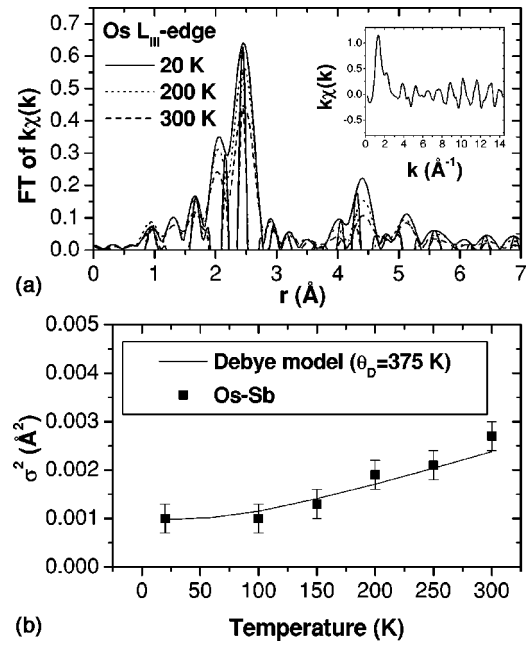 Os L_III-edge
20 K
200 K
300 K
FT of kχ(k)
0.7
0.6
0.5
0.4
0.3
0.2
0.1
0.0
0 1 2 3 4 5 6 7
r (Å)
(a)
kχ(k)
1.0
0.5
0.0
-0.5
0 2 4 6 8 10 12 14
k (Å⁻¹)
0.005
0.004
0.003
0.002
0.001
0.000
σ² (Å²)
Debye model (θ_D=375 K)
Os-Sb
0 50 100 150 200 250 300
Temperature (K)
(b)